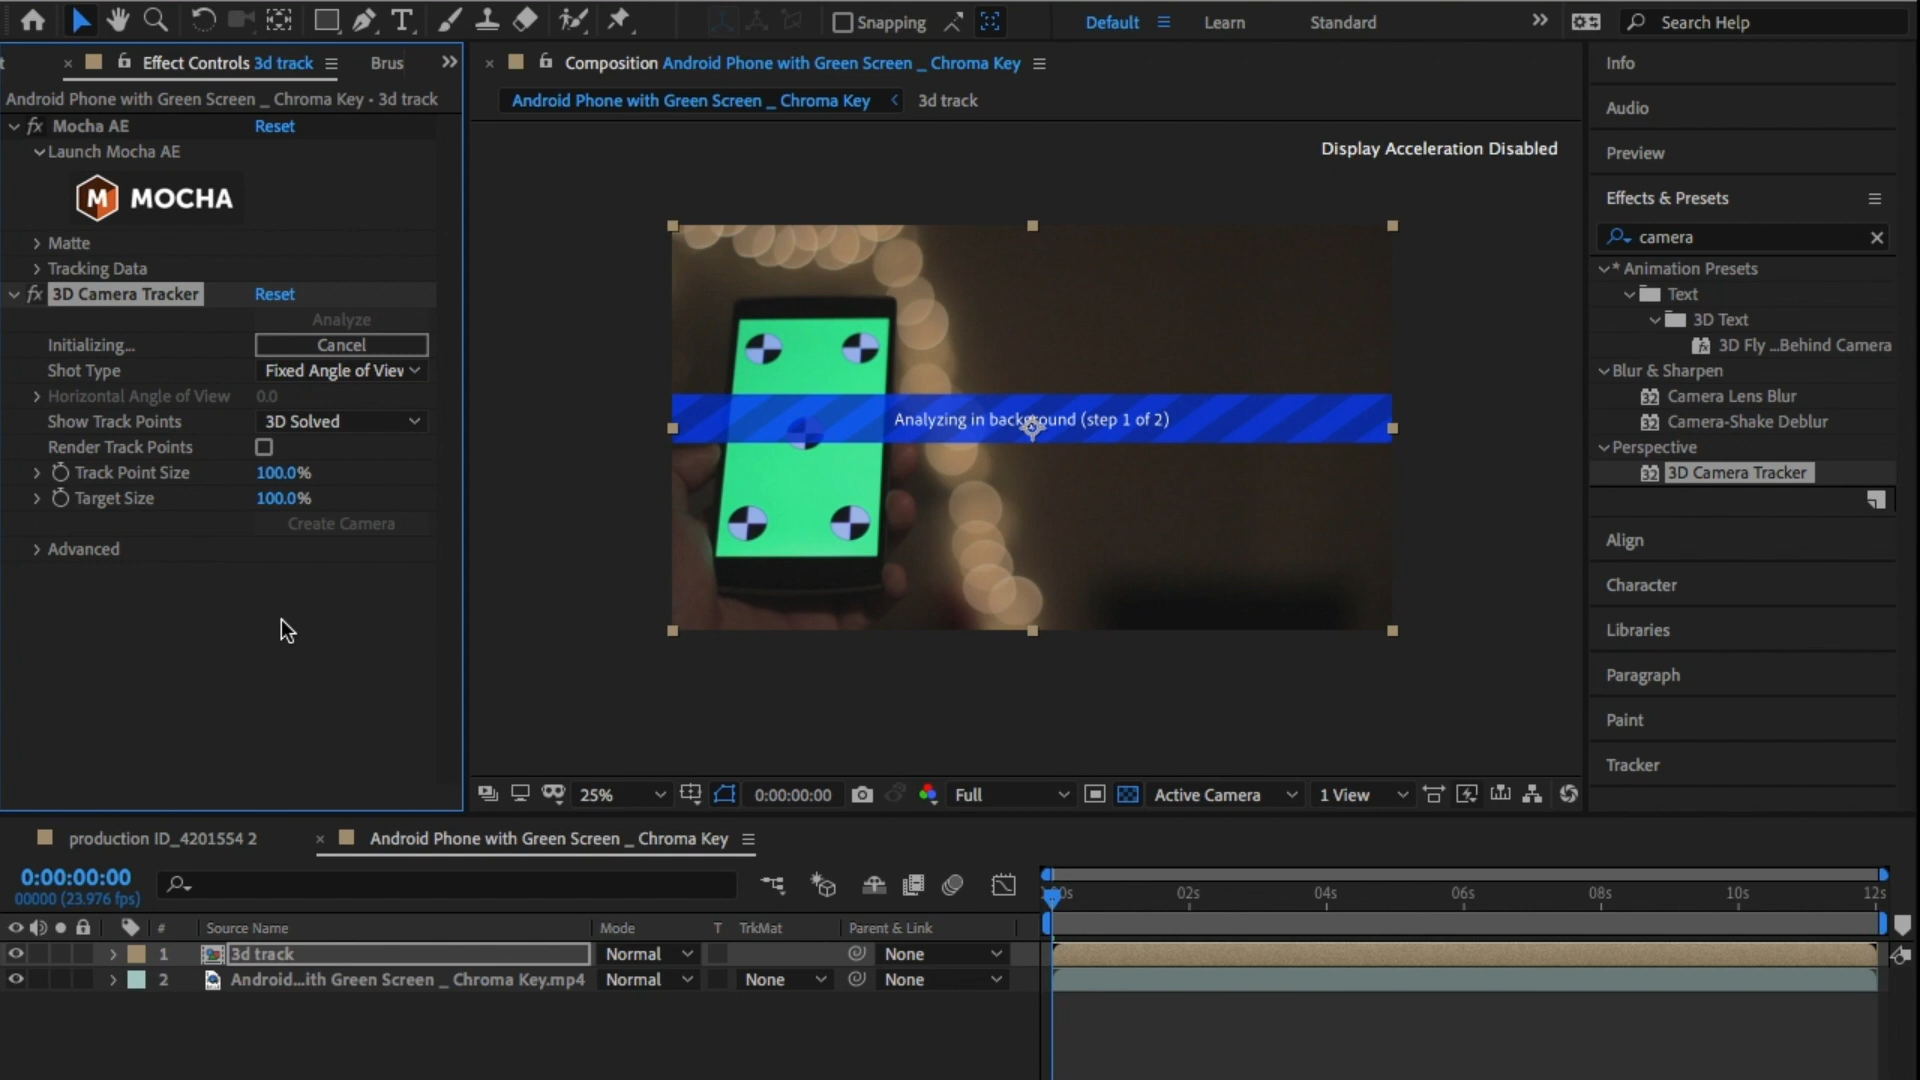 Snapping
Default
Learn
Standard
Search Help
Effect Controls 3d track
Brus
Android Phone with Green Screen _ Chroma Key • 3d track
fx Mocha AE
Reset
Launch Mocha AE
M MOCHA
Matte
Tracking Data
fx 3D Camera Tracker
Reset
Analyze
Initializing...
Cancel
Shot Type
Fixed Angle of View
Horizontal Angle of View
0.0
Show Track Points
3D Solved
Render Track Points
Track Point Size
100.0%
Target Size
100.0%
Create Camera
Advanced
Composition Android Phone with Green Screen _ Chroma Key
Android Phone with Green Screen _ Chroma Key
3d track
Display Acceleration Disabled
Analyzing in background (step 1 of 2)
25%
0:00:00:00
Full
Active Camera
1 View
Info
Audio
Preview
Effects & Presets
camera
* Animation Presets
Text
3D Text
3D Fly ...Behind Camera
Blur & Sharpen
32 Camera Lens Blur
32 Camera-Shake Deblur
Perspective
32 3D Camera Tracker
Align
Character
Libraries
Paragraph
Paint
Tracker
production ID_4201554 2
Android Phone with Green Screen _ Chroma Key
0:00:00:00
00000 (23.976 fps)
:00s
02s
04s
06s
08s
10s
12s
#
Source Name
Mode
T
TrkMat
Parent & Link
1
3d track
Normal
None
2
Android...ith Green Screen _ Chroma Key.mp4
Normal
None
None